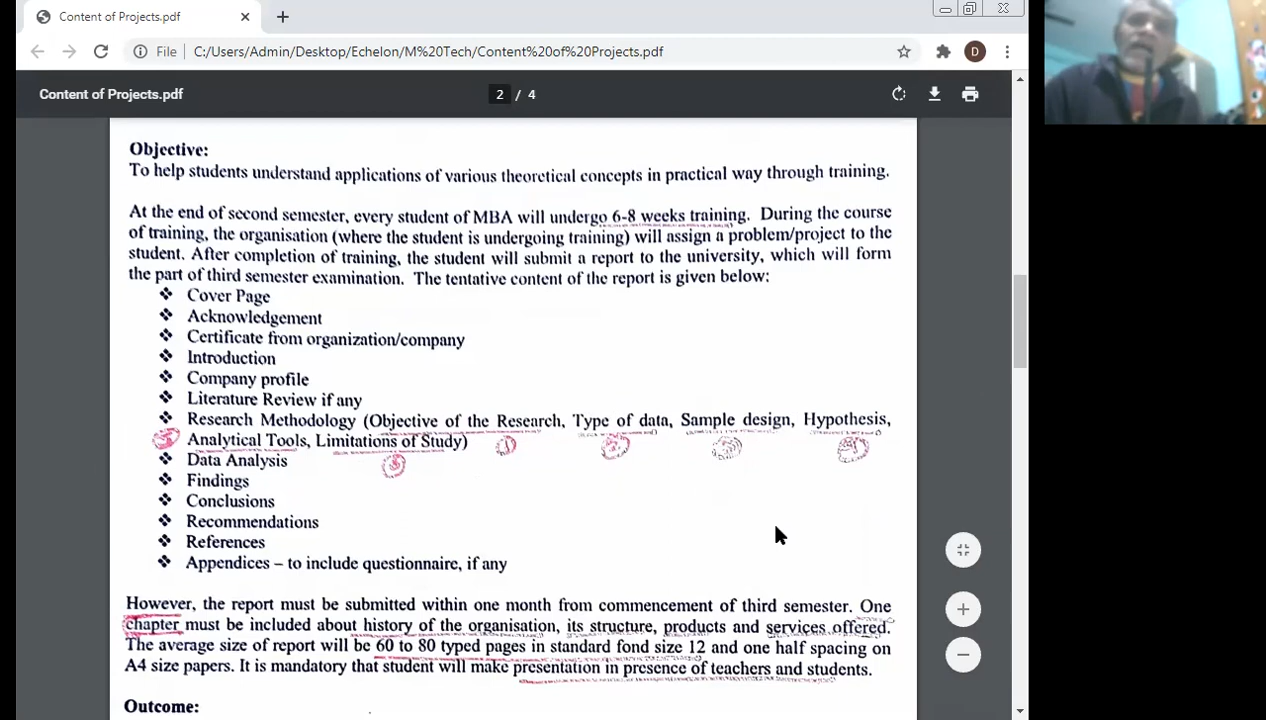 Content of Projects.pdf
File
C:/Users/Admin/Desktop/Echelon/M%20Tech/Content%20of%20Projects.pdf
D
Content of Projects.pdf
2 / 4
Objective:
To help students understand applications of various theoretical concepts in practical way through training.
At the end of second semester, every student of MBA will undergo 6-8 weeks training. During the course
of training, the organisation (where the student is undergoing training) will assign a problem/project to the
student. After completion of training, the student will submit a report to the university, which will form
the part of third semester examination. The tentative content of the report is given below:
Cover Page
Acknowledgement
Certificate from organization/company
Introduction
Company profile
Literature Review if any
Research Methodology (Objective of the Research, Type of data, Sample design, Hypothesis,
Analytical Tools, Limitations of Study)
Data Analysis
Findings
Conclusions
Recommendations
References
Appendices – to include questionnaire, if any
However, the report must be submitted within one month from commencement of third semester. One
chapter must be included about history of the organisation, its structure, products and services offered.
The average size of report will be 60 to 80 typed pages in standard fond size 12 and one half spacing on
A4 size papers. It is mandatory that student will make presentation in presence of teachers and students.
Outcome: